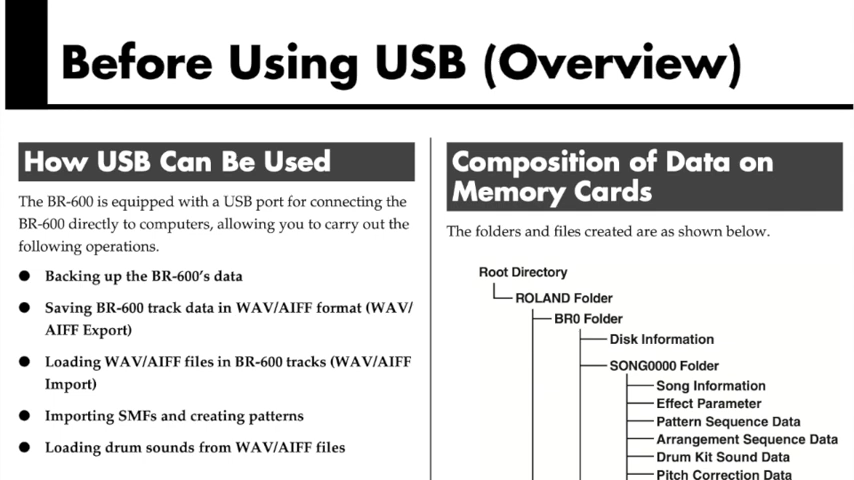 Before Using USB (Overview)
How USB Can Be Used
The BR-600 is equipped with a USB port for connecting the
BR-600 directly to computers, allowing you to carry out the
following operations.
● Backing up the BR-600's data
● Saving BR-600 track data in WAV/AIFF format (WAV/
AIFF Export)
● Loading WAV/AIFF files in BR-600 tracks (WAV/AIFF
Import)
● Importing SMFs and creating patterns
● Loading drum sounds from WAV/AIFF files
Composition of Data on
Memory Cards
The folders and files created are as shown below.
Root Directory
ROLAND Folder
BR0 Folder
Disk Information
SONG0000 Folder
Song Information
Effect Parameter
Pattern Sequence Data
Arrangement Sequence Data
Drum Kit Sound Data
Pitch Correction Data